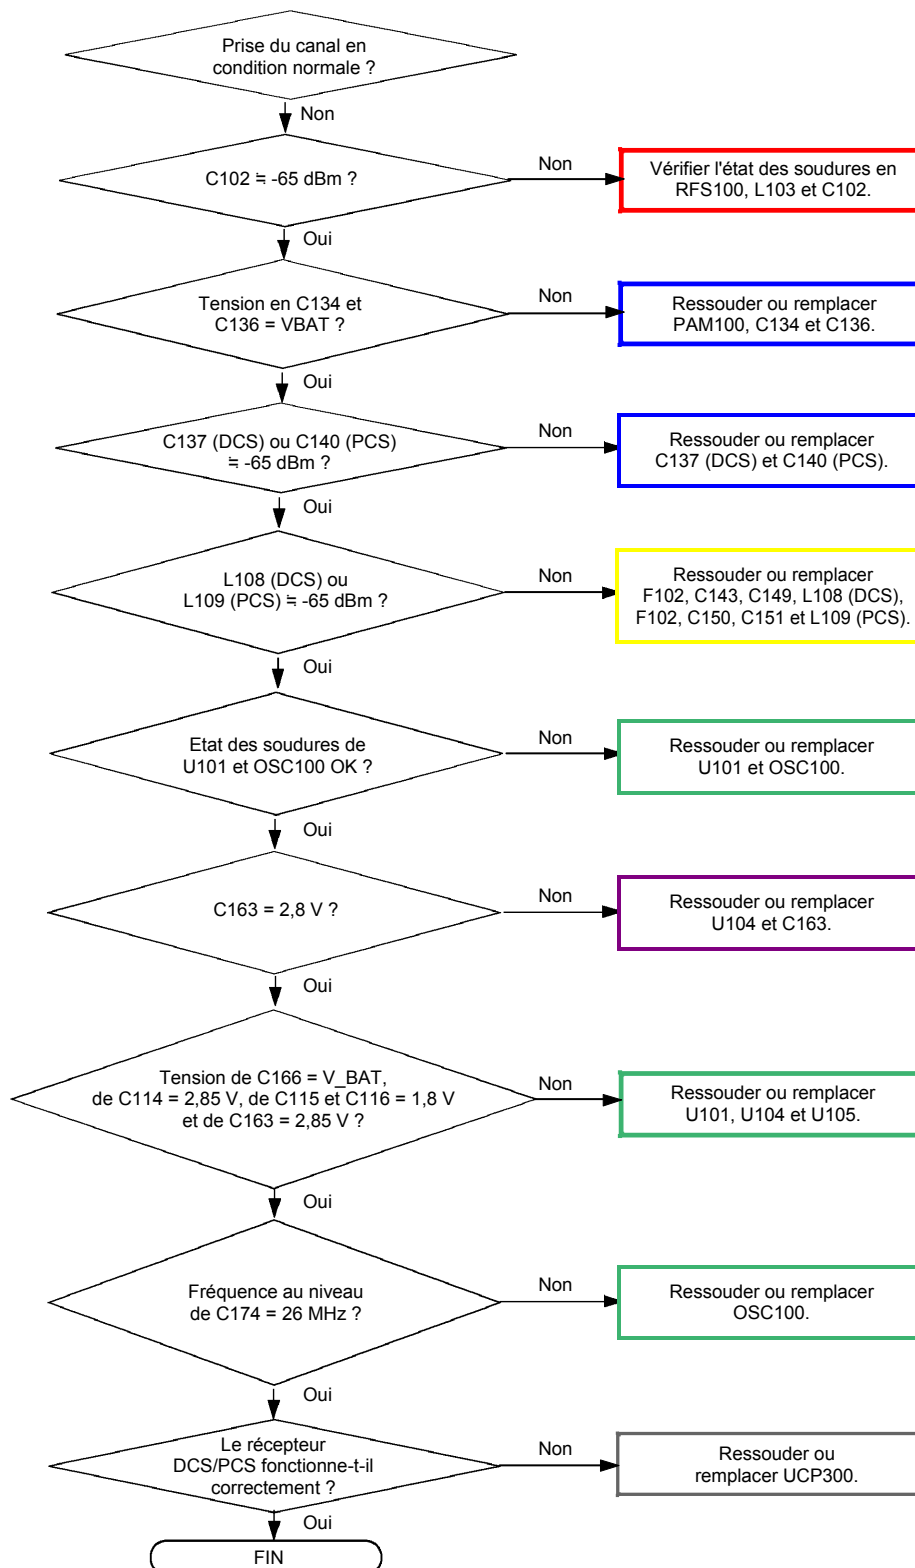 Prise du canal en
condition normale ?
Non
C102 ≒ -65 dBm ?
Non
Vérifier l'état des soudures en
RFS100, L103 et C102.
Oui
Tension en C134 et
C136 = VBAT ?
Non
Ressouder ou remplacer
PAM100, C134 et C136.
Oui
C137 (DCS) ou C140 (PCS)
≒ -65 dBm ?
Non
Ressouder ou remplacer
C137 (DCS) et C140 (PCS).
Oui
L108 (DCS) ou
L109 (PCS) ≒ -65 dBm ?
Non
Ressouder ou remplacer
F102, C143, C149, L108 (DCS),
F102, C150, C151 et L109 (PCS).
Oui
Etat des soudures de
U101 et OSC100 OK ?
Non
Ressouder ou remplacer
U101 et OSC100.
Oui
C163 = 2,8 V ?
Non
Ressouder ou remplacer
U104 et C163.
Oui
Tension de C166 = V_BAT,
de C114 = 2,85 V, de C115 et C116 = 1,8 V
et de C163 = 2,85 V ?
Non
Ressouder ou remplacer
U101, U104 et U105.
Oui
Fréquence au niveau
de C174 = 26 MHz ?
Non
Ressouder ou remplacer
OSC100.
Oui
Le récepteur
DCS/PCS fonctionne-t-il
correctement ?
Non
Ressouder ou
remplacer UCP300.
Oui
FIN